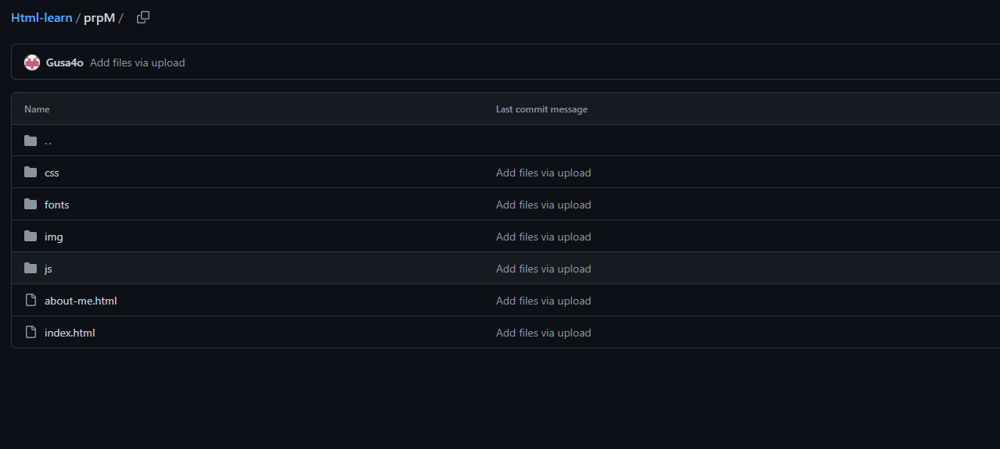 Html-learn / prpM /
Gusa4o Add files via upload
Name Last commit message
..
css Add files via upload
fonts Add files via upload
img Add files via upload
js Add files via upload
about-me.html Add files via upload
index.html Add files via upload